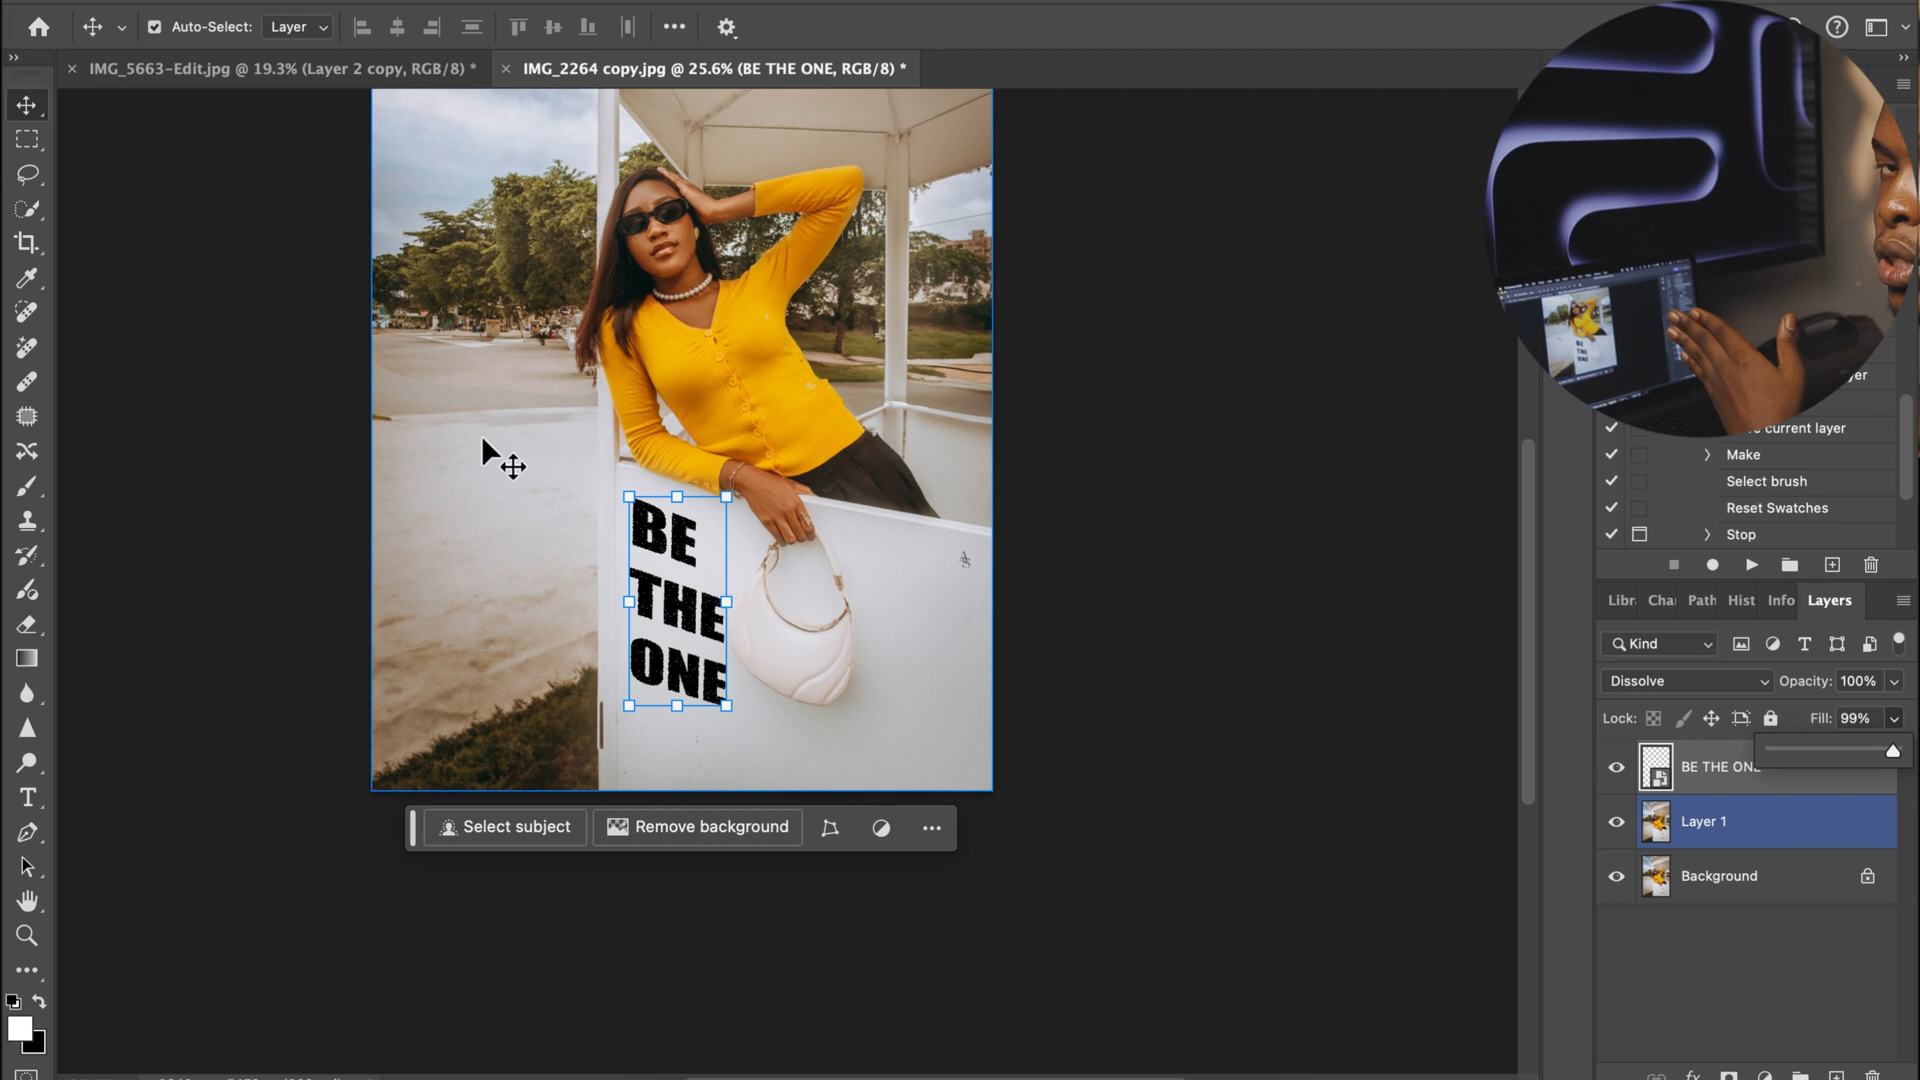 Auto-Select: Layer
IMG_5663-Edit.jpg @ 19.3% (Layer 2 copy, RGB/8) *
IMG_2264 copy.jpg @ 25.6% (BE THE ONE, RGB/8) *
BE
THE
ONE
Select subject
Remove background
yer
current layer
Make
Select brush
Reset Swatches
Stop
Libr Cha Path Hist Info Layers
Kind
Dissolve Opacity: 100%
Lock: Fill: 99%
BE THE ONE
Layer 1
Background